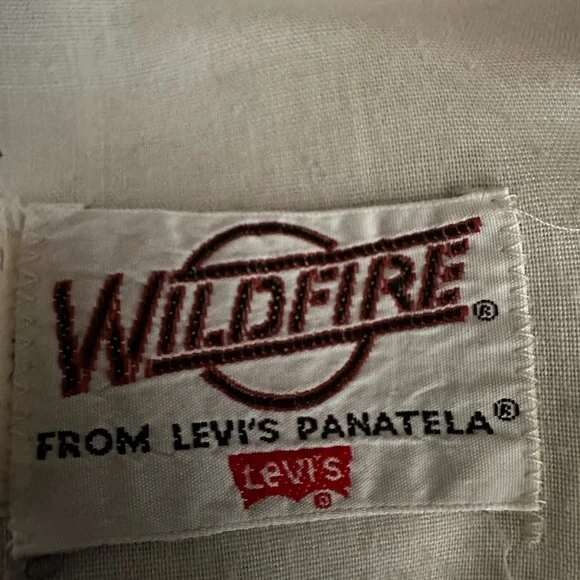 WILDFIRE®
FROM LEVI'S PANATELA®
LEVI'S
®